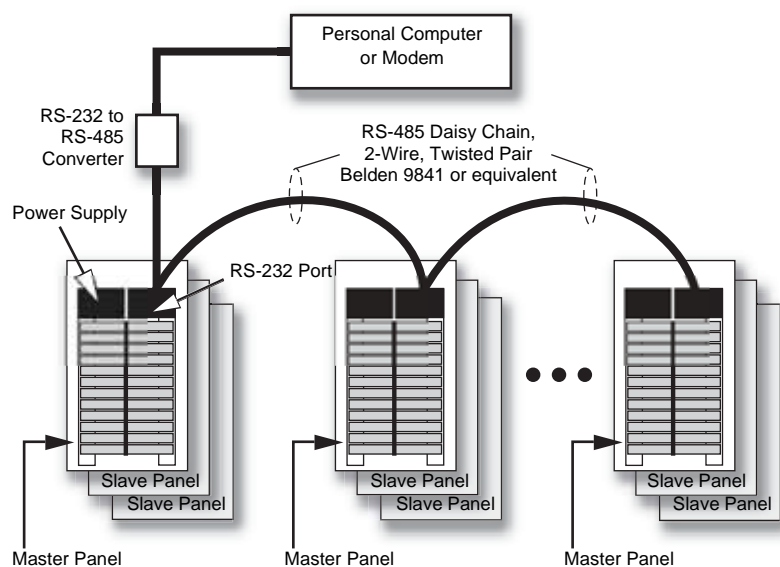 Personal Computer
or Modem
RS-232 to
RS-485
Converter
RS-485 Daisy Chain,
2-Wire, Twisted Pair
Belden 9841 or equivalent
Power Supply
RS-232 Port
Slave Panel
Slave Panel
Slave Panel
Slave Panel
Slave Panel
Slave Panel
Master Panel
Master Panel
Master Panel